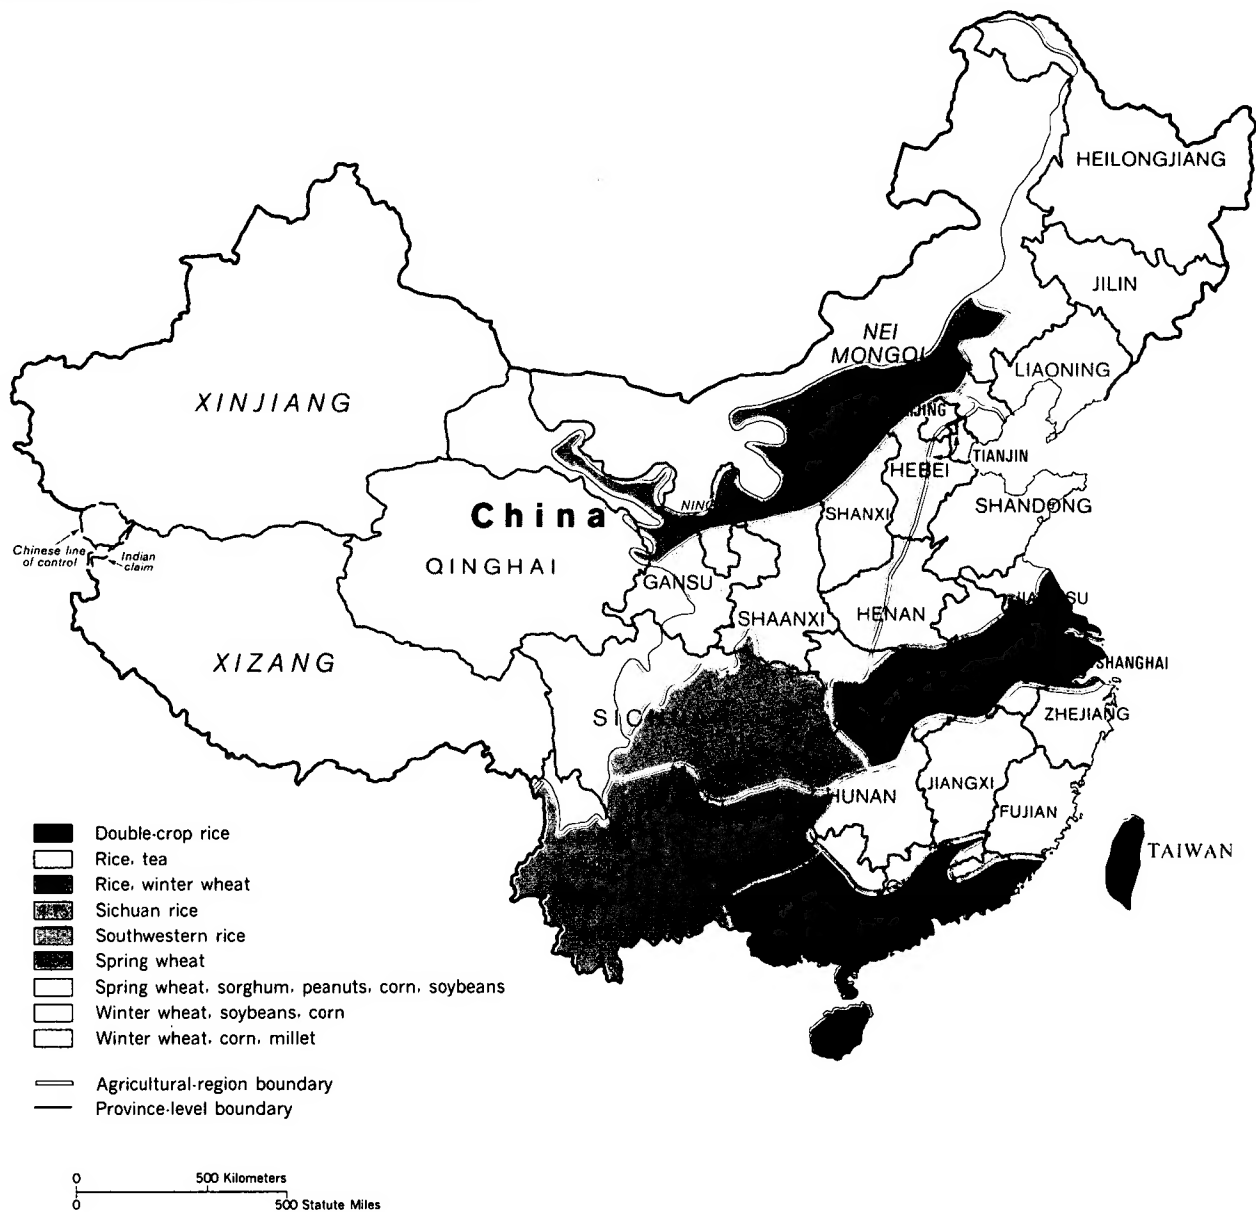 HEILONGJIANG
JILIN
NEI
MONGOL
LIAONING
XINJIANG
TIANJIN
HEBEI
SHANDONG
China
SHANXI
Chinese line
of control
Indian
claim
QINGHAI
GANSU
SHAANXI
HENAN
XIZANG
SHANGHAI
ZHEJIANG
HUNAN
JIANGXI
FUJIAN
TAIWAN
Double-crop rice
Rice, tea
Rice, winter wheat
Sichuan rice
Southwestern rice
Spring wheat
Spring wheat, sorghum, peanuts, corn, soybeans
Winter wheat, soybeans, corn
Winter wheat, corn, millet
Agricultural-region boundary
Province-level boundary
0 500 Kilometers
0 500 Statute Miles